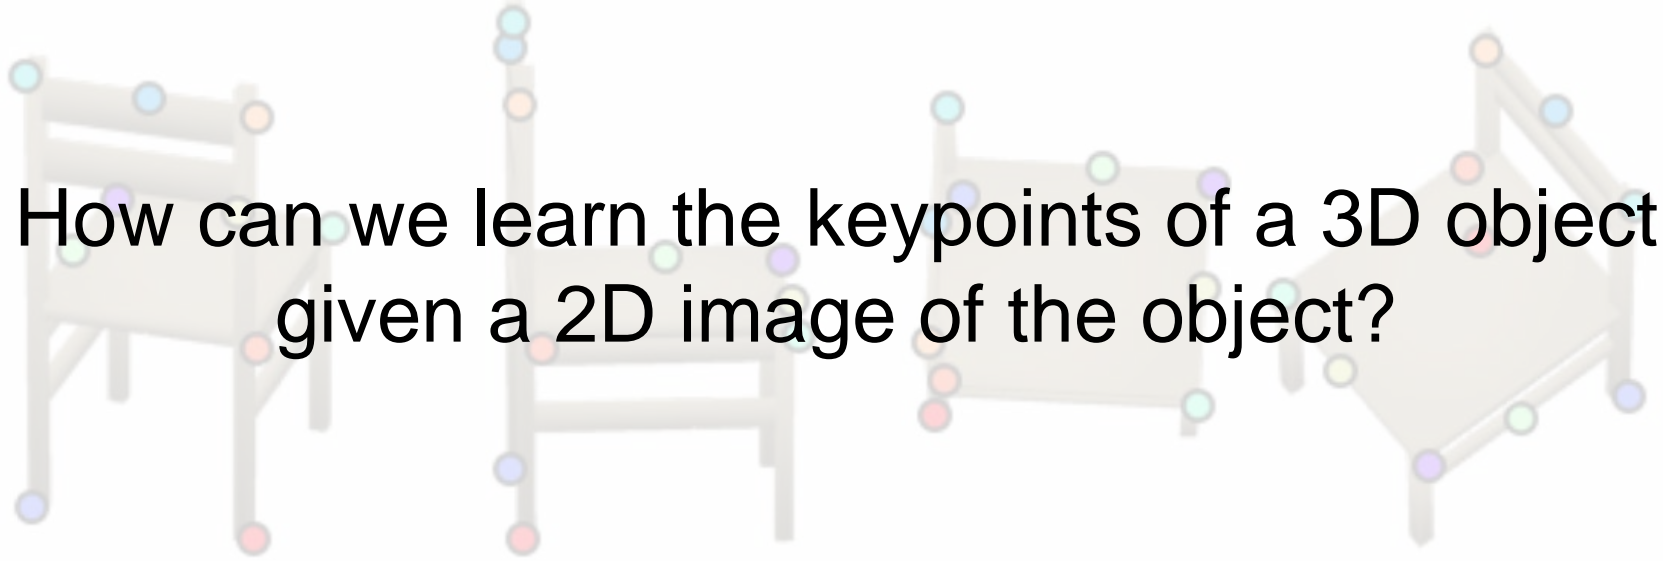 How can we learn the keypoints of a 3D object
given a 2D image of the object?